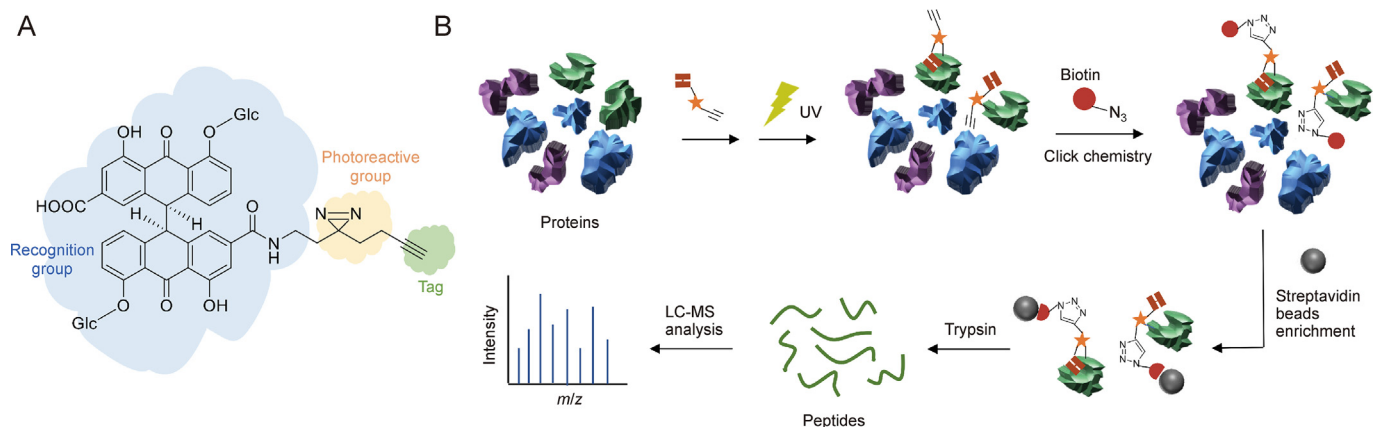 A
Glc
OH
O
O
HOOC
H
H
O
N
H
N
N
O
Glc
O
OH
Photoreactive
group
Recognition
group
Tag
B
Proteins
UV
Biotin
N3
Click chemistry
N
N
N
N
N
N
Streptavidin
beads
enrichment
N
N
N
N
N
N
Trypsin
Peptides
LC-MS
analysis
Intensity
m/z